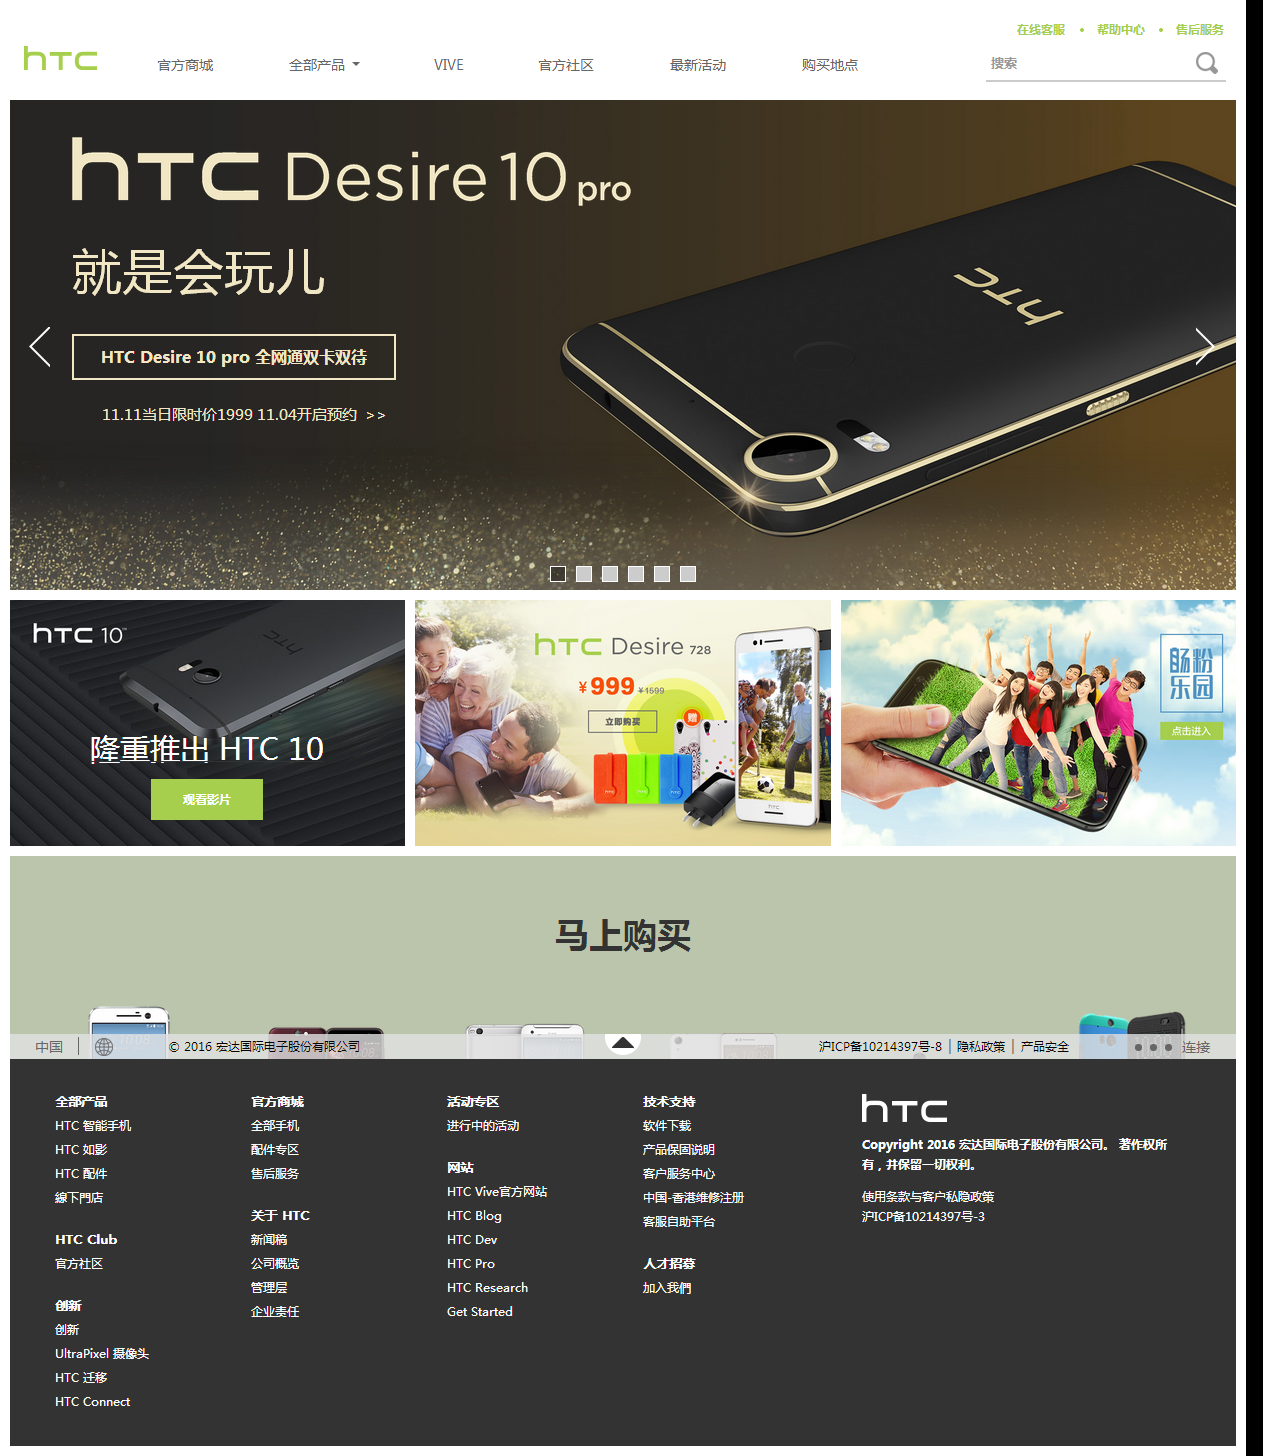 在线客服 • 帮助中心 • 售后服务
hTC 官方商城 全部产品 VIVE 官方社区 最新活动 购买地点 搜索
hTC Desire 10 pro
就是会玩儿
hTC
HTC Desire 10 pro 全网通双卡双待
11.11当日限时价1999 11.04开启预约 >>
hTC 10™
隆重推出 HTC 10
观看影片
hTC Desire 728
¥999 ¥1599
立即购买
赠
肠粉
乐园
点击进入
马上购买
中国 © 2016 宏达国际电子股份有限公司 沪ICP备10214397号-8 | 隐私政策 | 产品安全 连接
全部产品
HTC 智能手机
HTC 如影
HTC 配件
線下門店
HTC Club
官方社区
创新
创新
UltraPixel 摄像头
HTC 迁移
HTC Connect
官方商城
全部手机
配件专区
售后服务
关于 HTC
新闻稿
公司概览
管理层
企业责任
活动专区
进行中的活动
网站
HTC Vive官方网站
HTC Blog
HTC Dev
HTC Pro
HTC Research
Get Started
技术支持
软件下载
产品保固说明
客户服务中心
中国-香港维修注册
客服自助平台
人才招募
加入我們
hTC
Copyright 2016 宏达国际电子股份有限公司。 著作权所
有，并保留一切权利。
使用条款与客户私隐政策
沪ICP备10214397号-3